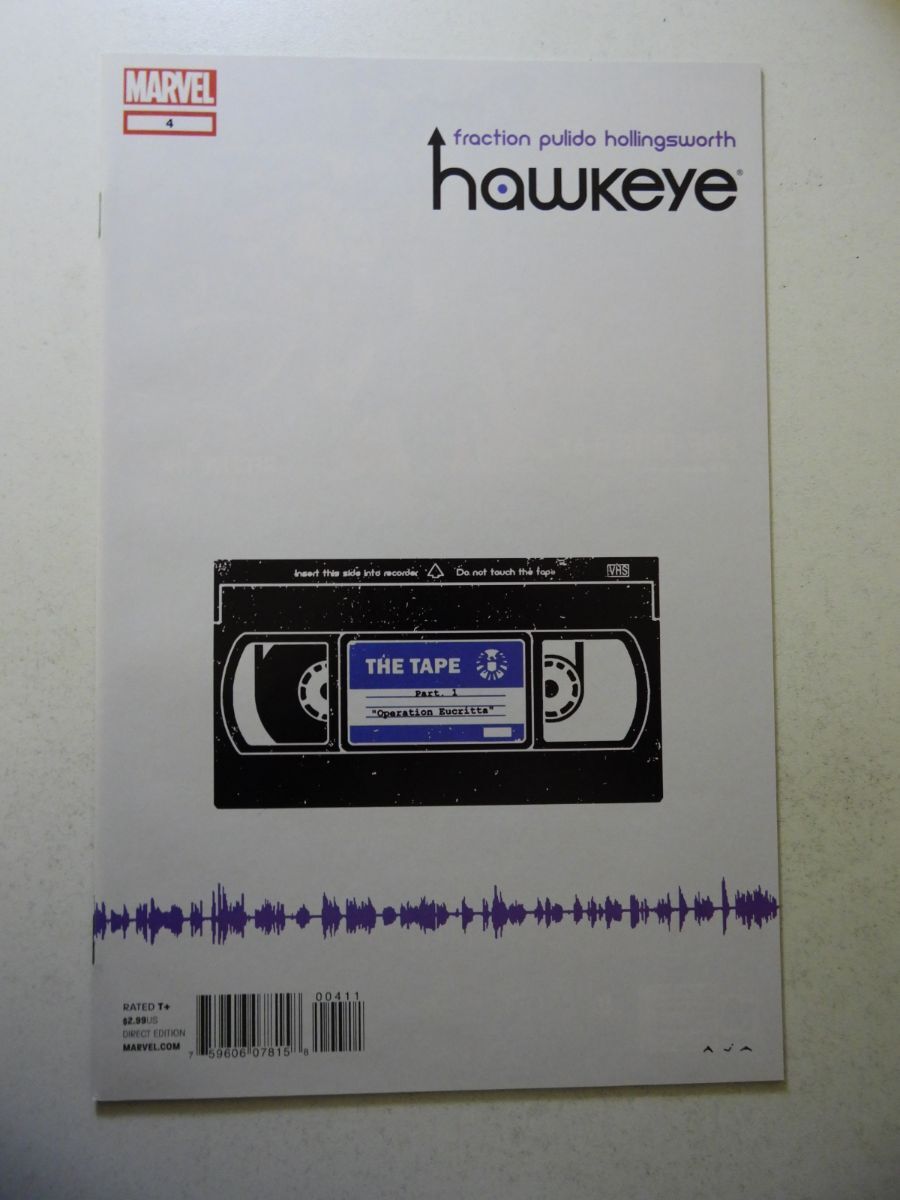 MARVEL
4
fraction pulido hollingsworth
hawkeye®
Insert this side into recorder Do not touch the tape VHS
THE TAPE
Part. 1
"Operation Eucritta"
RATED T+
$2.99US
DIRECT EDITION
MARVEL.COM
00411
7 59606 07815 8
AJA